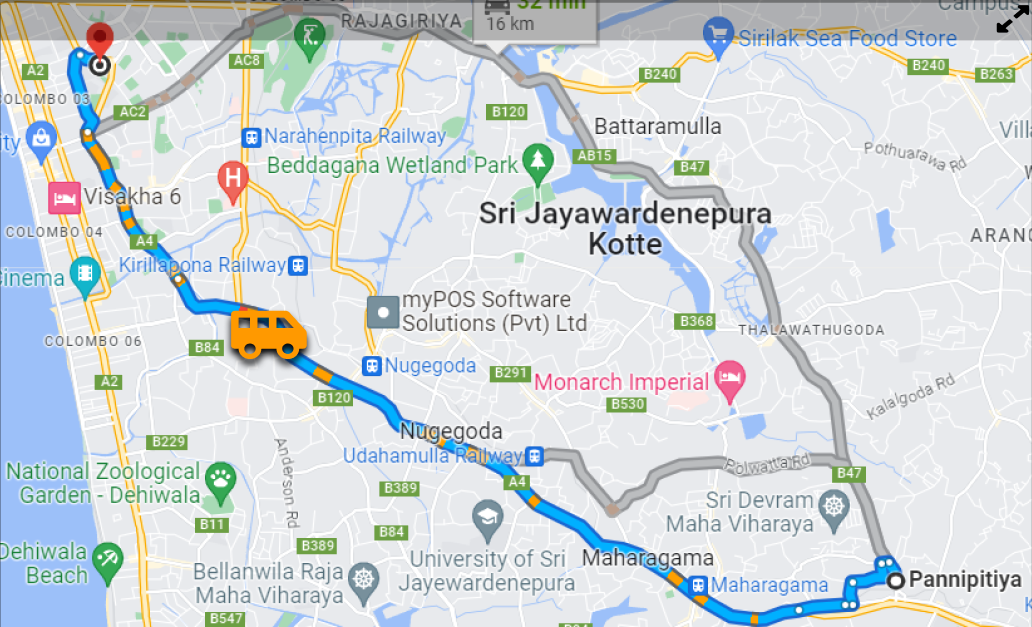 RAJAGIRIYA
32 min
16 km
Campus
Sirilak Sea Food Store
A2
AC8
B240
B240
B263
COLOMBO 03
AC2
B120
Narahenpita Railway
Battaramulla
Beddagana Wetland Park
AB15
B47
Pothuarawa Rd
H
Visakha 6
Sri Jayawardenepura
Kotte
COLOMBO 04
A4
Kirillapona Railway
Cinema
myPOS Software
Solutions (Pvt) Ltd
B368
THALAWATHUGODA
COLOMBO 06
B84
Nugegoda
B291
Monarch Imperial
A2
B120
B530
Kalalgoda Rd
Nugegoda
B229
Udahamulla Railway
Polwatta Rd
National Zoological
Garden - Dehiwala
Anderson Rd
A4
B47
B389
Sri Devram
Maha Viharaya
B11
B84
B389
Dehiwala
Beach
University of Sri
Jayewardenepura
Maharagama
Bellanwila Raja
Maha Viharaya
Maharagama
Pannipitiya
B547